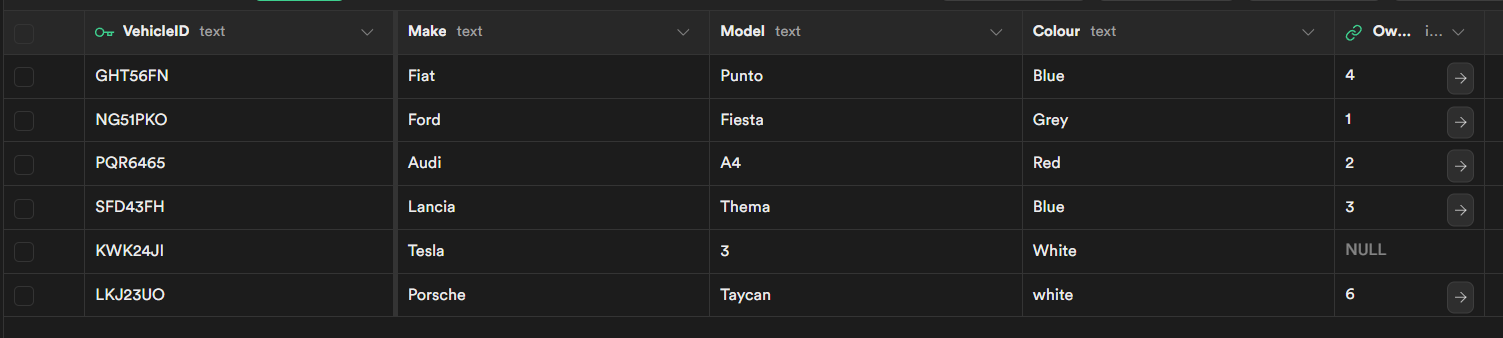 VehicleID text Make text Model text Colour text Ow... i...
GHT56FN Fiat Punto Blue 4
NG51PKO Ford Fiesta Grey 1
PQR6465 Audi A4 Red 2
SFD43FH Lancia Thema Blue 3
KWK24JI Tesla 3 White NULL
LKJ23UO Porsche Taycan white 6